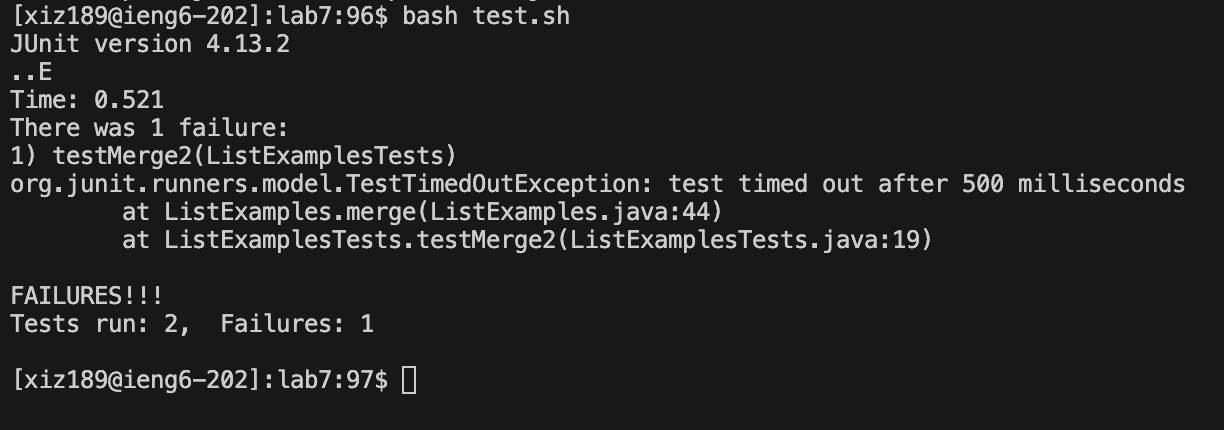 [xiz189@ieng6-202]:lab7:96$ bash test.sh
JUnit version 4.13.2
..E
Time: 0.521
There was 1 failure:
1) testMerge2(ListExamplesTests)
org.junit.runners.model.TestTimedOutException: test timed out after 500 milliseconds
        at ListExamples.merge(ListExamples.java:44)
        at ListExamplesTests.testMerge2(ListExamplesTests.java:19)

FAILURES!!!
Tests run: 2,  Failures: 1

[xiz189@ieng6-202]:lab7:97$